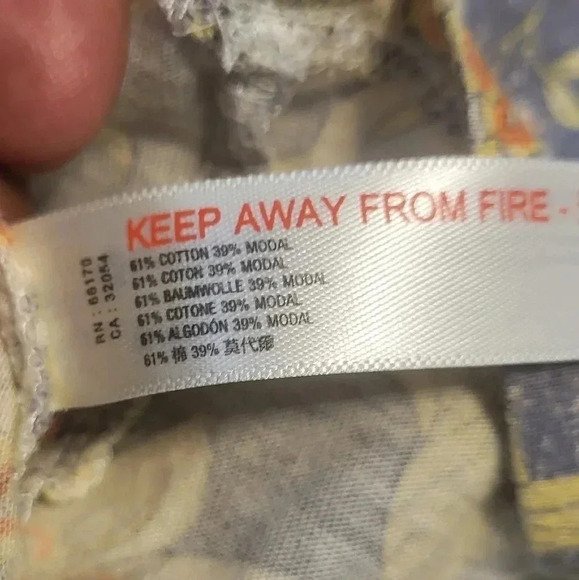 KEEP AWAY FROM FIRE -
61% COTTON 39% MODAL
61% COTON 39% MODAL
61% BAUMWOLLE 39% MODAL
61% COTONE 39% MODAL
61% ALGODÓN 39% MODAL
61% 棉 39% 莫代爾
RN : 66170
CA : 32054